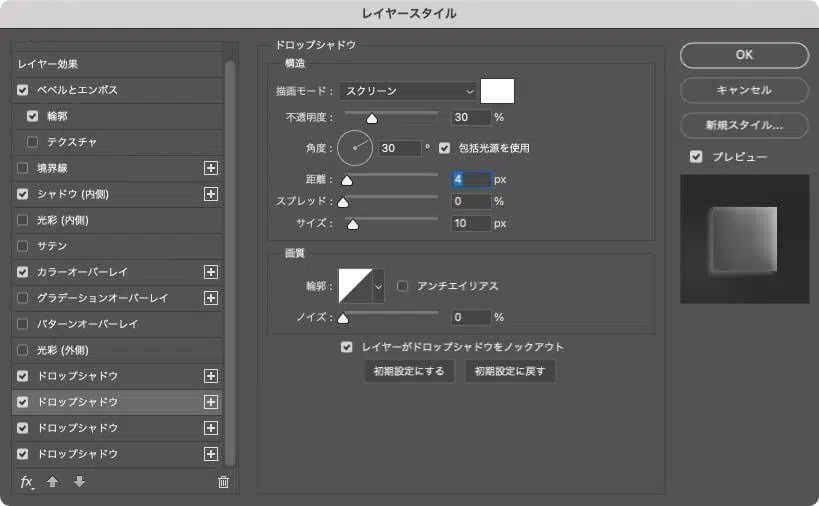 レイヤースタイル
レイヤー効果
ベベルとエンボス
輪郭
テクスチャ
境界線
シャドウ (内側)
光彩 (内側)
サテン
カラーオーバーレイ
グラデーションオーバーレイ
パターンオーバーレイ
光彩 (外側)
ドロップシャドウ
ドロップシャドウ
ドロップシャドウ
ドロップシャドウ
fx
ドロップシャドウ
構造
描画モード : スクリーン
不透明度 : 30 %
角度 : 30 ° 包括光源を使用
距離 : 4 px
スプレッド : 0 %
サイズ : 10 px
画質
輪郭 : アンチエイリアス
ノイズ : 0 %
レイヤーがドロップシャドウをノックアウト
初期設定にする 初期設定に戻す
OK
キャンセル
新規スタイル...
プレビュー